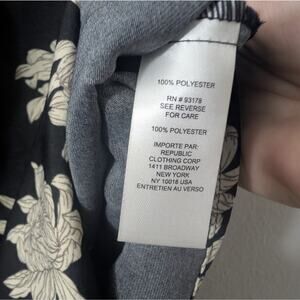 100% POLYESTER
RN # 93178
SEE REVERSE
FOR CARE
100% POLYESTER
IMPORTE PAR:
REPUBLIC
CLOTHING CORP
1411 BROADWAY
NEW YORK
NY 10018 USA
ENTRETIEN AU VERSO